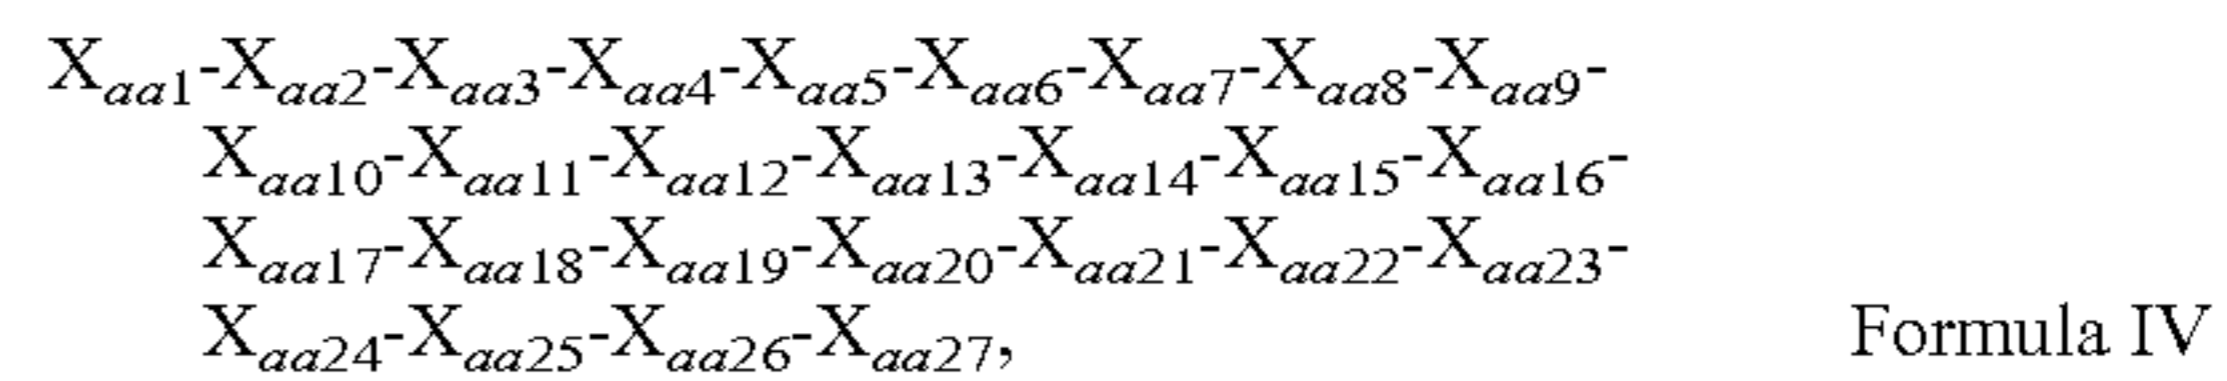 Xaa1-Xaa2-Xaa3-Xaa4-Xaa5-Xaa6-Xaa7-Xaa8-Xaa9-
Xaa10-Xaa11-Xaa12-Xaa13-Xaa14-Xaa15-Xaa16-
Xaa17-Xaa18-Xaa19-Xaa20-Xaa21-Xaa22-Xaa23-
Xaa24-Xaa25-Xaa26-Xaa27, Formula IV